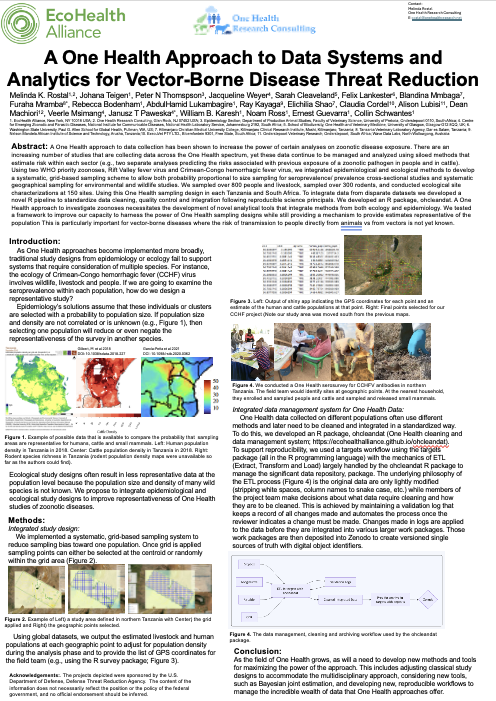 EcoHealth
Alliance
One Health
Research Consulting
Contact:
Melinda Rostal
One Health Research Consulting
A One Health Approach to Data Systems and
Analytics for Vector-Borne Disease Threat Reduction
Melinda K. Rostal¹,², Johana Teigen¹, Peter N Thompson³, Jacqueline Weyer⁴, Sarah Cleaveland⁵, Felix Lankester⁶, Blandina Mmbaga⁷,
Furaha Mramba⁸, Rebecca Bodenham¹, AbdulHamid Lukambagire¹, Ray Kayaga⁸, Elichilia Shao⁷, Claudia Cordel¹⁰, Alison Lubisi¹¹, Dean
Machiori¹², Veerle Msimang⁴, Janusz T Paweska⁴, William B. Karesh¹, Noam Ross¹, Ernest Guevarra¹, Colin Schwantes¹
Abstract: A One Health approach to data systems can be used to increase the power of our analyses on zoonotic diseases. There are an
increasing number of studies that are collecting data across the One Health spectrum, yet these data continue to be managed and analyzed using siloed methods that
estimate risk within each sector (e.g., two separate analyses predicting the risks associated with previous exposure of a zoonotic pathogen in people and in cattle).
Using two WHO priority zoonoses, Rift Valley fever virus and Crimean-Congo hemorrhagic fever virus, we integrated epidemiological and ecological methods to develop
a systematic, grid-based sampling scheme to allow both probability proportional to size sampling for seroprevalence/ prevalence cross-sectional studies and systematic
geographical sampling for environmental and wildlife studies. We sampled over 800 people and livestock, sampled over 300 rodents, and conducted ecological site
characterizations at 150 sites. Using this One Health sampling design in each Tanzania and South Africa. To integrate data from disparate datasets we developed a
novel R pipeline to standardize data cleaning, quality control and integration following reproducible science principals. We developed an R package, ohcleandat. A One
Health approach to investigate zoonoses necessitates the development of novel analytical tools that integrate methods from both ecology and epidemiology. We tested
a framework to improve our capacity to harness the power of One Health sampling designs while still providing a mechanism to provide estimates representative of the
population This is particularly important for vector-borne diseases where the risk of transmission to people directly from animals vs from vectors is not yet known.
Introduction:
As One Health approaches become implemented more broadly,
traditional study designs from epidemiology or ecology fail to support
systems that require consideration of multiple species. For instance,
the ecology of Crimean-Congo hemorrhagic fever (CCHF) virus
involves wildlife, livestock and people. If we are going to examine the
seroprevalence within each population, how do we design a
representative study?
Epidemiology's solutions assume that these individuals or clusters
are selected with a probability to population size. If population size
and density are not correlated or is unknown (e.g., Figure 1), then
selecting one population will reduce or even negate the
representativeness of the survey in another species.
Figure 1. Example of possible data that is available to compare the probability that sampling
areas are representative for humans, cattle and small mammals. Left: Human population
density in Tanzania in 2018. Center: Cattle population density in Tanzania in 2018. Right:
Rodent species richness in Tanzania (rodent population density maps were unavailable so
far as the authors could find).
Ecological designs often result in less representative data at the
population level because the population size and density of many wild
species is not known. We propose to integrate epidemiological and
ecological study designs to improve representativeness of One Health
studies of zoonotic diseases.
Methods:
Integrated study design:
We implemented a systematic, grid-based sampling system to
reduce sampling bias toward one population. Once grid is applied
sampling points can either be selected at the centroid or randomly
within the grid area (Figure 2).
Figure 2. Example of Left) a study area defined in northern Tanzania with Center) the grid
applied and Right) the geographic points selected.
Using global datasets, we output the estimated livestock and human
populations at each geographic point to adjust for population density
during the analysis phase and to provide the list of GPS coordinates for
the field team (e.g., using the R survey package; Figure 3).
Acknowledgements: The projects depicted were sponsored by the U.S.
Department of Defense, Defense Threat Reduction Agency. The content of the
information does not necessarily reflect the position or the policy of the federal
government, and no official endorsement should be inferred.
Figure 3. Left: Output of shiny app indicating the GPS coordinates for each point and an
estimate of the human and cattle populations at that point. Right: Final points selected for our
CCHF project (Note our study area was moved south from the previous maps.
Figure 4. We conducted a One Health serosurvey for CCHFV antibodies in northern
Tanzania. The field team would identify sites at geographic points. At the nearest household,
they enrolled and sampled people and cattle and sampled and released small mammals.
Integrated data management system for One Health Data:
One Health data collected on different populations often use different
methods and later need to be cleaned and integrated in a standardized way.
To do this, we developed an R package, ohcleandat (One Health cleaning and
data management system; https://ecohealthalliance.github.io/ohcleandat).
To support reproducibility, we used a targets workflow using the targets
package (all in the R programming language) with the mechanics of ETL
(Extract, Transform and Load) largely handled by the ohcleandat R package to
manage the significant data repository, package. The underlying philosophy of
the ETL process (Figure 4) is the original data are only lightly modified
(stripping white spaces, column names to snake case, etc.) while members of
the project team make decisions about what data require cleaning and how
they are to be cleaned. This is achieved by maintaining a validation log that
keeps a record of all changes made and automates the process once the
reviewer indicates a change must be made. Changes made in logs are applied
to the data before they are integrated into various larger work packages. Those
work packages are then deposited into Zenodo to create versioned single
sources of truth with digital object identifiers.
Figure 4. The data management, cleaning and archiving workflow used by the ohcleandat
package.
Conclusion:
As the field of One Health grows, as will a need to develop new methods and tools
for maximizing the power of the approach. This includes adjusting classical study
designs to accommodate the multidisciplinary approach, considering new tools,
such as Bayesian joint estimation, and developing new, reproducible workflows to
manage the incredible wealth of data that One Health approaches offer.